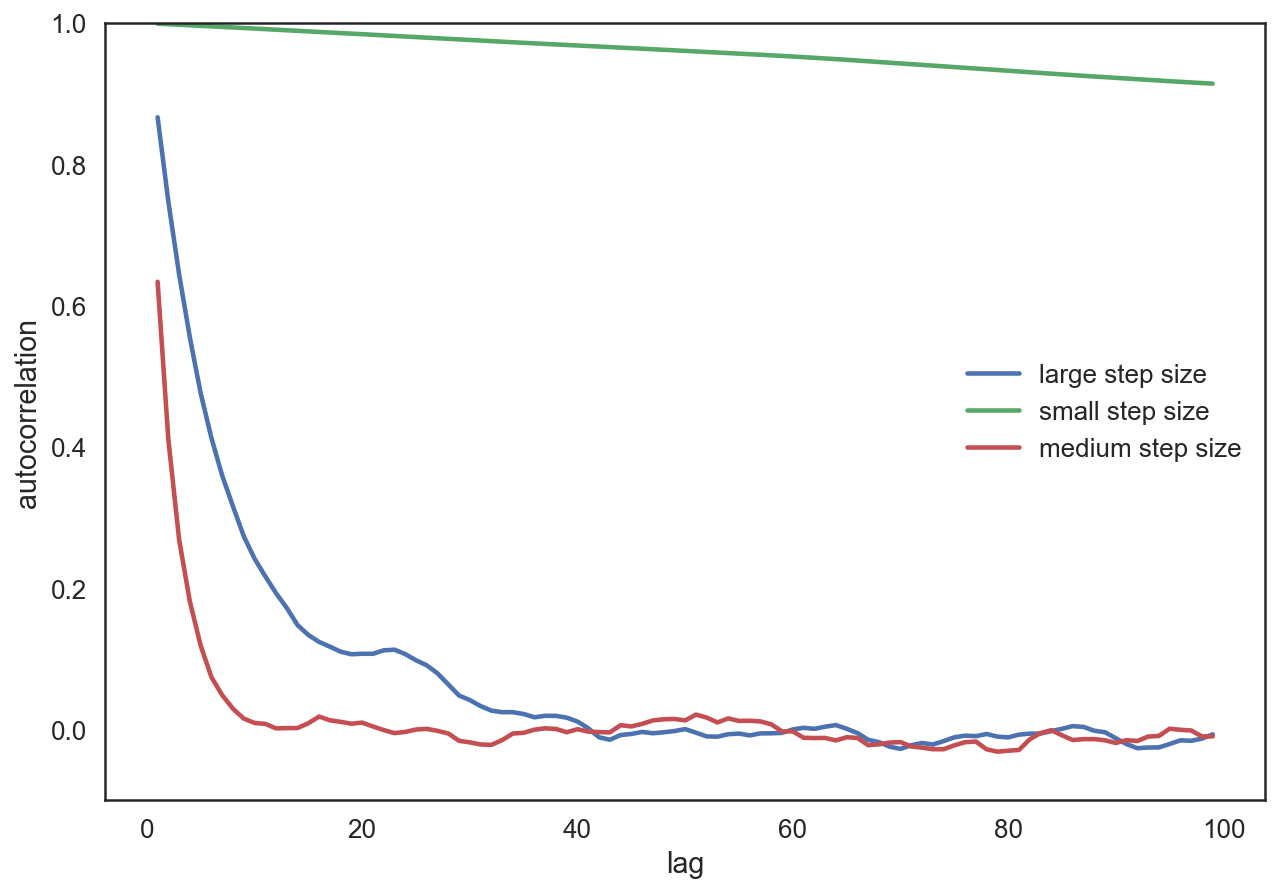 1.0
0.8
0.6
0.4
0.2
0.0
autocorrelation
large step size
small step size
medium step size
0 20 40 60 80 100
lag